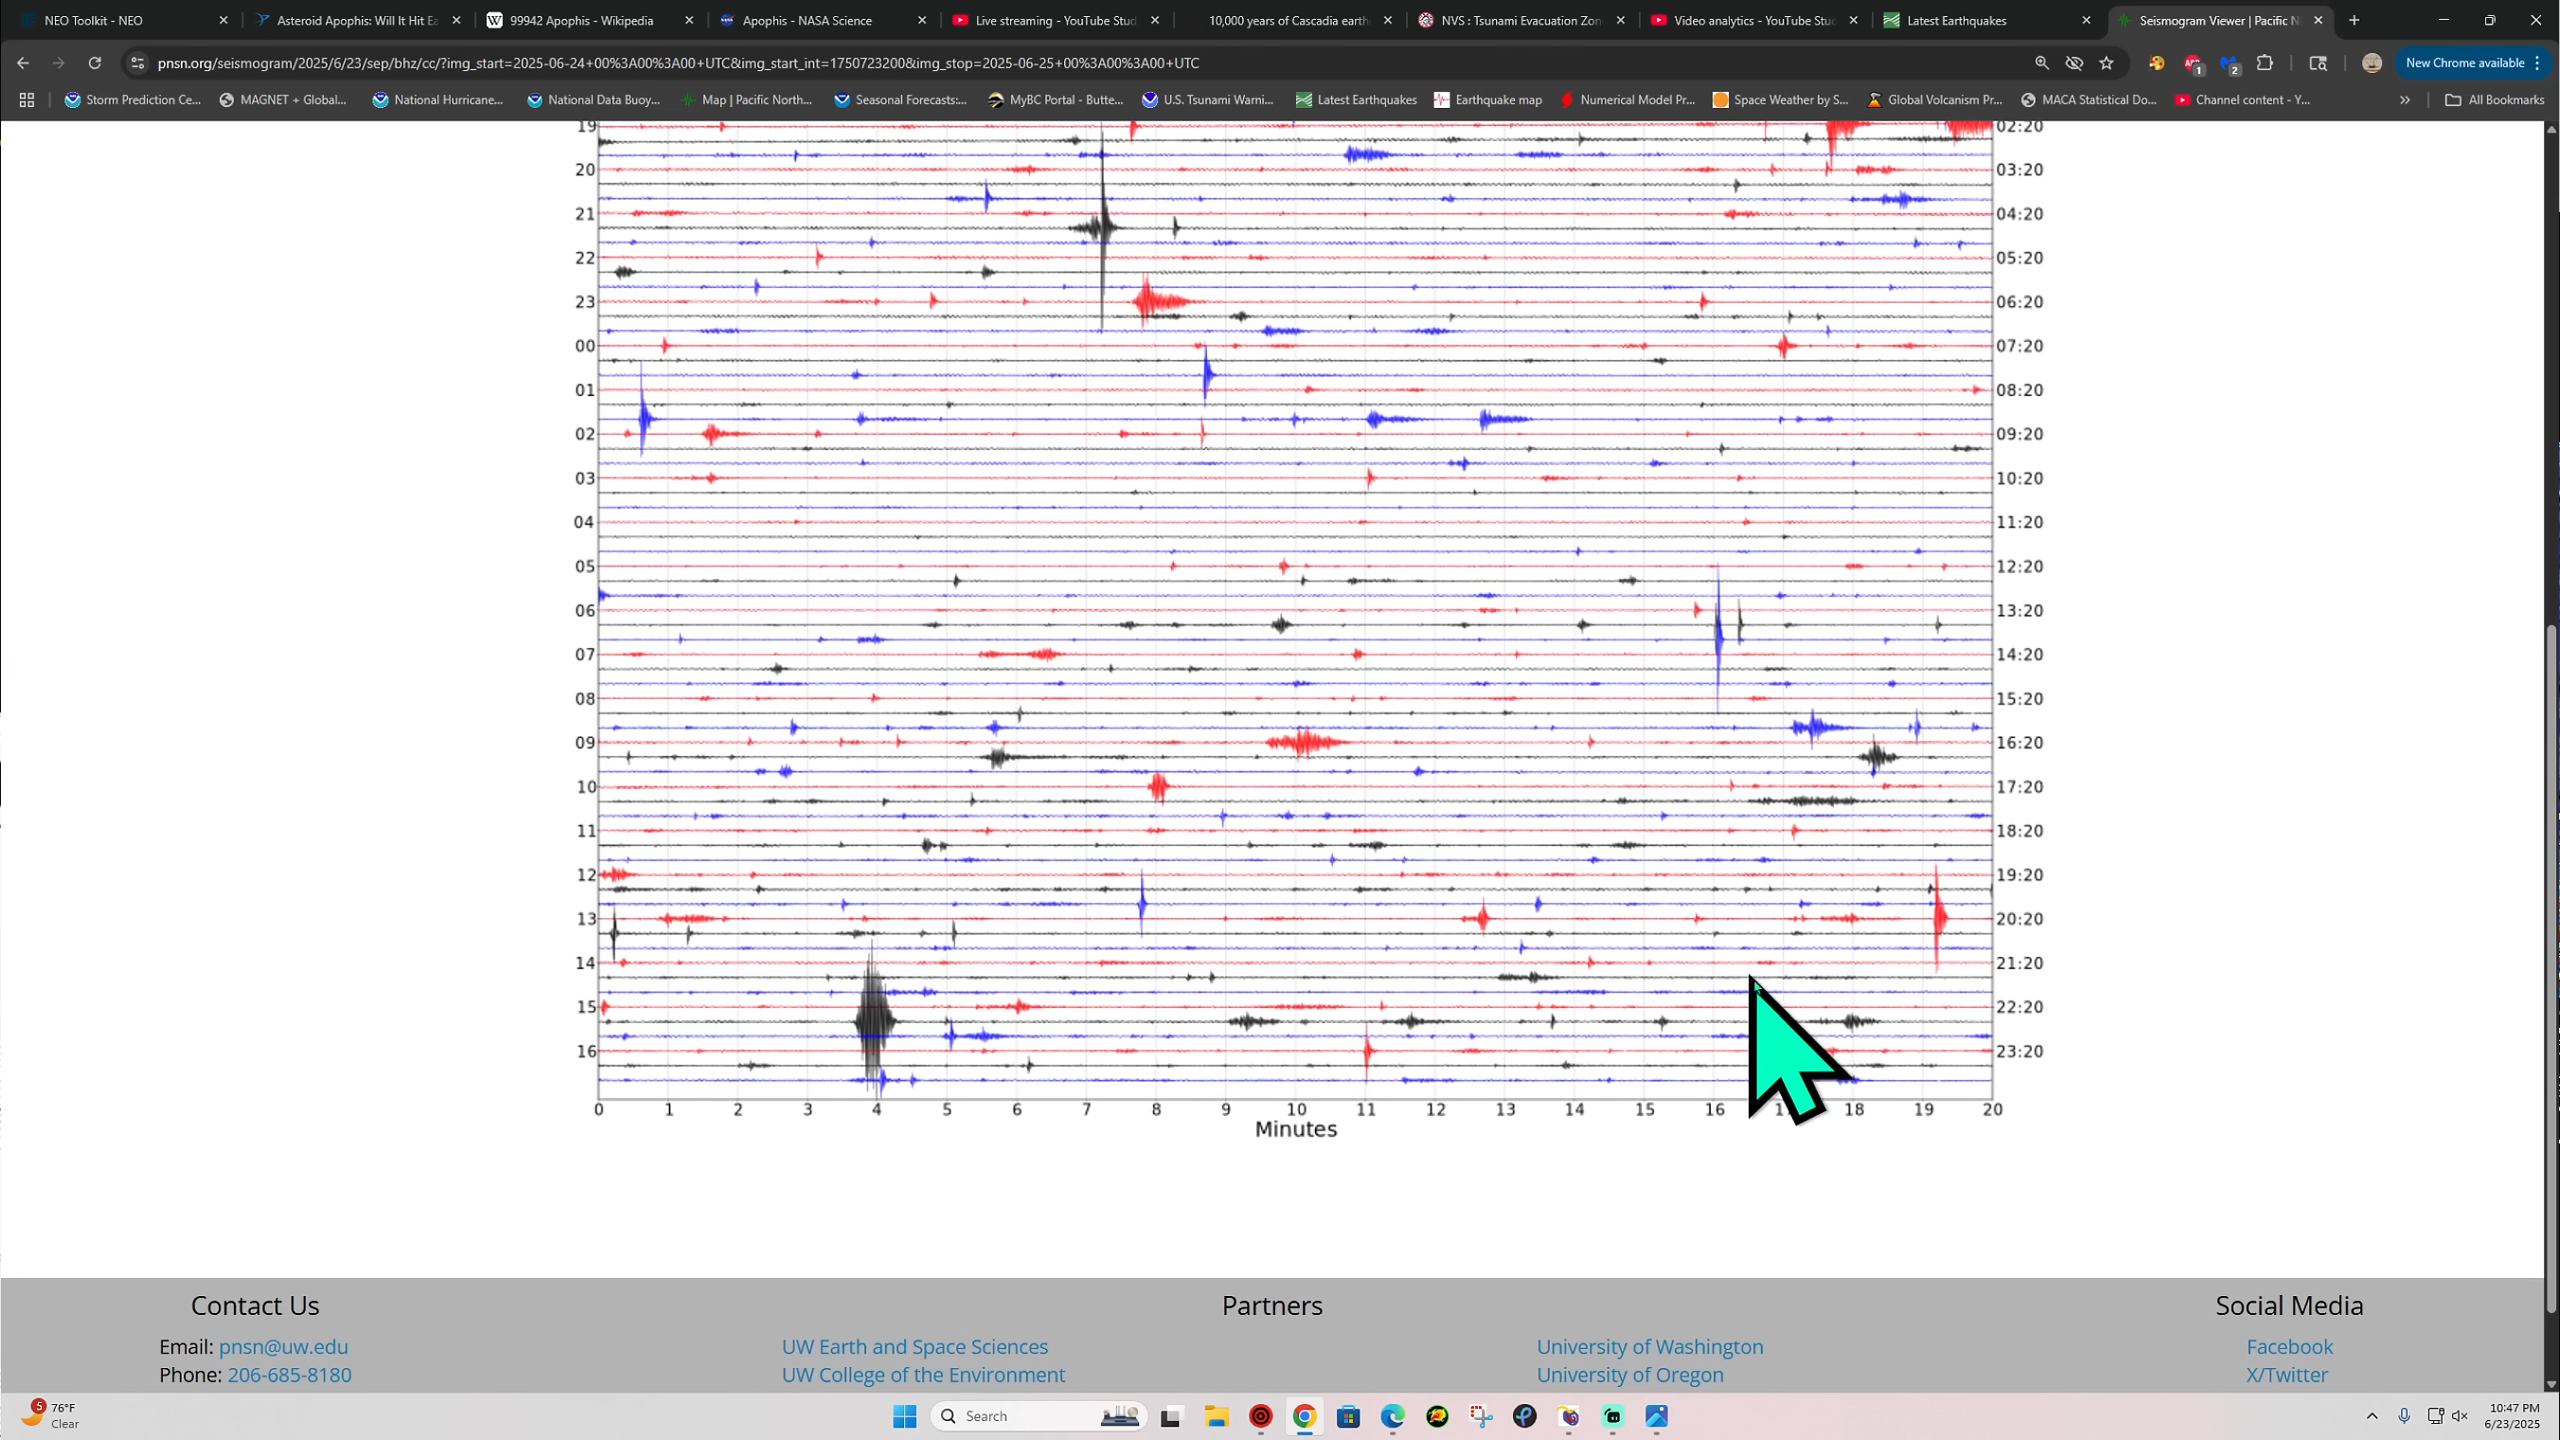 NEO Toolkit - NEO
Asteroid Apophis: Will It Hit Ea
99942 Apophis - Wikipedia
Apophis - NASA Science
Live streaming - YouTube Stud
10,000 years of Cascadia earth
NVS : Tsunami Evacuation Zon
Video analytics - YouTube Stu
Latest Earthquakes
Seismogram Viewer | Pacific N
pnsn.org/seismogram/2025/6/23/sep/bhz/cc/?img_start=2025-06-24+00%3A00%3A00+UTC&img_start_int=1750723200&img_stop=2025-06-25+00%3A00%3A00+UTC
1
2
New Chrome available
Storm Prediction Ce...
MAGNET + Global...
National Hurricane...
National Data Buoy...
Map | Pacific North...
Seasonal Forecasts:...
MyBC Portal - Butte...
U.S. Tsunami Warni...
Latest Earthquakes
Earthquake map
Numerical Model Pr...
Space Weather by S...
Global Volcanism Pr...
MACA Statistical Do...
Channel content - Y...
All Bookmarks
19 02:20
20 03:20
21 04:20
22 05:20
23 06:20
00 07:20
01 08:20
02 09:20
03 10:20
04 11:20
05 12:20
06 13:20
07 14:20
08 15:20
09 16:20
10 17:20
11 18:20
12 19:20
13 20:20
14 21:20
15 22:20
16 23:20
0 1 2 3 4 5 6 7 8 9 10 11 12 13 14 15 16 18 19 20
Minutes
Contact Us
Email: pnsn@uw.edu
Phone: 206-685-8180
Partners
UW Earth and Space Sciences
UW College of the Environment
University of Washington
University of Oregon
Social Media
Facebook
X/Twitter
5
76°F
Clear
Search
10:47 PM
6/23/2025